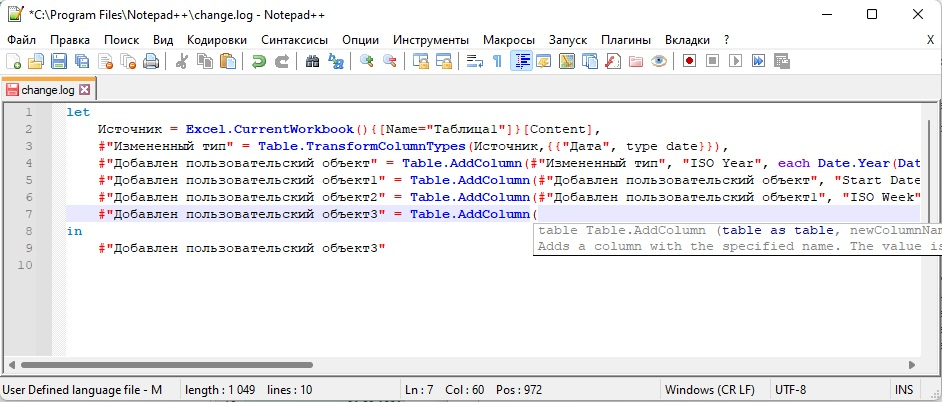 *C:\Program Files\Notepad++\change.log - Notepad++
Файл Правка Поиск Вид Кодировки Синтаксисы Опции Инструменты Макросы Запуск Плагины Вкладки ? X
change.log
1 let
2 Источник = Excel.CurrentWorkbook(){[Name="Таблица1"]}[Content],
3 #"Измененный тип" = Table.TransformColumnTypes(Источник,{{"Дата", type date}}),
4 #"Добавлен пользовательский объект" = Table.AddColumn(#"Измененный тип", "ISO Year", each Date.Year(Dat
5 #"Добавлен пользовательский объект1" = Table.AddColumn(#"Добавлен пользовательский объект", "Start Date
6 #"Добавлен пользовательский объект2" = Table.AddColumn(#"Добавлен пользовательский объект1", "ISO Week"
7 #"Добавлен пользовательский объект3" = Table.AddColumn(
table Table.AddColumn (table as table, newColumnNam
8 in
Adds a column with the specified name. The value is
9 #"Добавлен пользовательский объект3"
10
User Defined language file - M length : 1 049 lines : 10 Ln : 7 Col : 60 Pos : 972 Windows (CR LF) UTF-8 INS